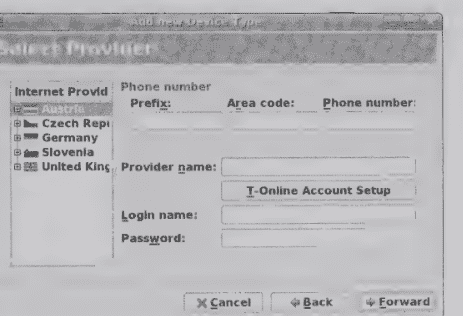 Add new Device Type
Select Provider
Internet Provid
Austria
Czech Repu
Germany
Slovenia
United King
Phone number
Prefix:
Area code:
Phone number:
Provider name:
T-Online Account Setup
Login name:
Password:
Cancel
Back
Forward